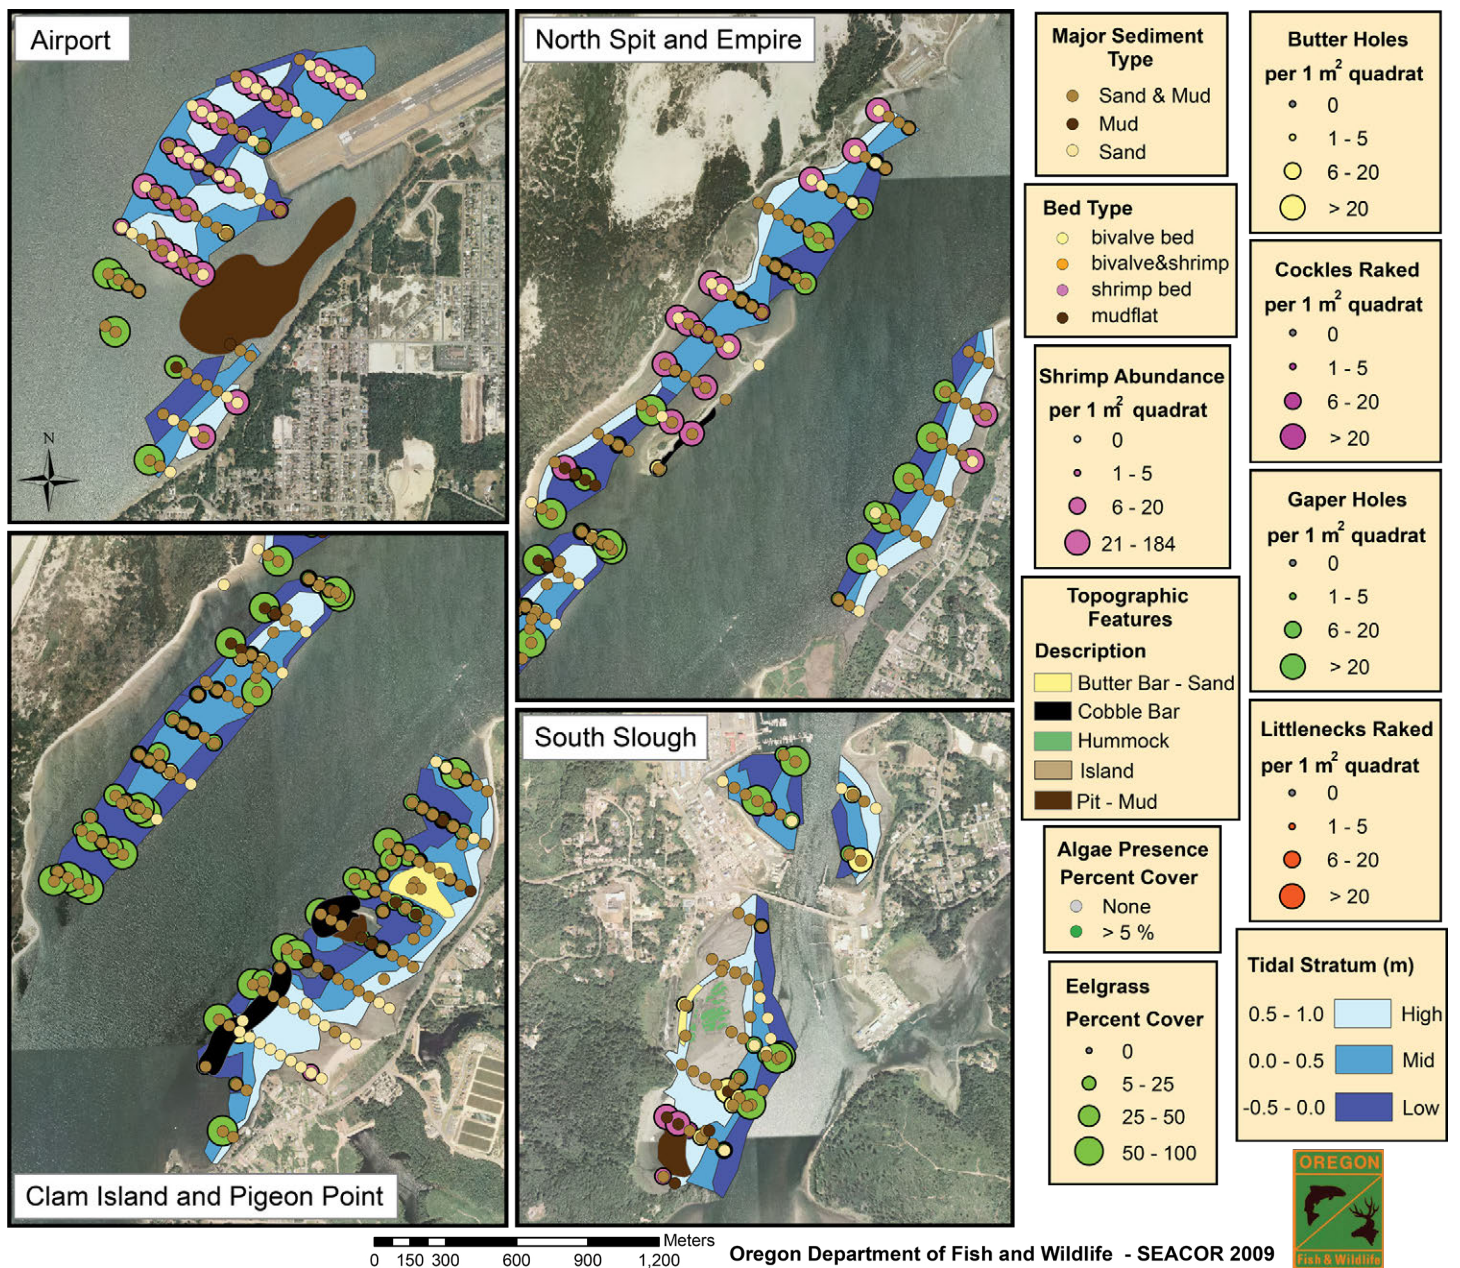 Airport
N
North Spit and Empire
Clam Island and Pigeon Point
South Slough
Major Sediment
Type
Sand & Mud
Mud
Sand
Bed Type
bivalve bed
bivalve&shrimp
shrimp bed
mudflat
Shrimp Abundance
per 1 m² quadrat
0
1 - 5
6 - 20
21 - 184
Topographic
Features
Description
Butter Bar - Sand
Cobble Bar
Hummock
Island
Pit - Mud
Algae Presence
Percent Cover
None
> 5 %
Eelgrass
Percent Cover
0
5 - 25
25 - 50
50 - 100
Butter Holes
per 1 m² quadrat
0
1 - 5
6 - 20
> 20
Cockles Raked
per 1 m² quadrat
0
1 - 5
6 - 20
> 20
Gaper Holes
per 1 m² quadrat
0
1 - 5
6 - 20
> 20
Littlenecks Raked
per 1 m² quadrat
0
1 - 5
6 - 20
> 20
Tidal Stratum (m)
0.5 - 1.0 High
0.0 - 0.5 Mid
-0.5 - 0.0 Low
OREGON
Fish & Wildlife
Meters
0 150 300 600 900 1,200
Oregon Department of Fish and Wildlife - SEACOR 2009